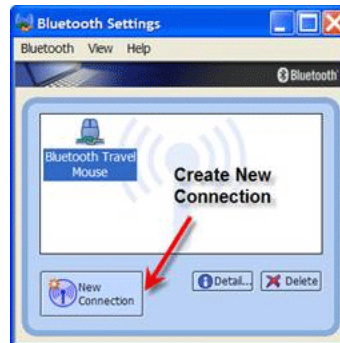 Bluetooth Settings
Bluetooth View Help
Bluetooth
Bluetooth Travel
Mouse
Create New
Connection
New
Connection
Detail...
Delete